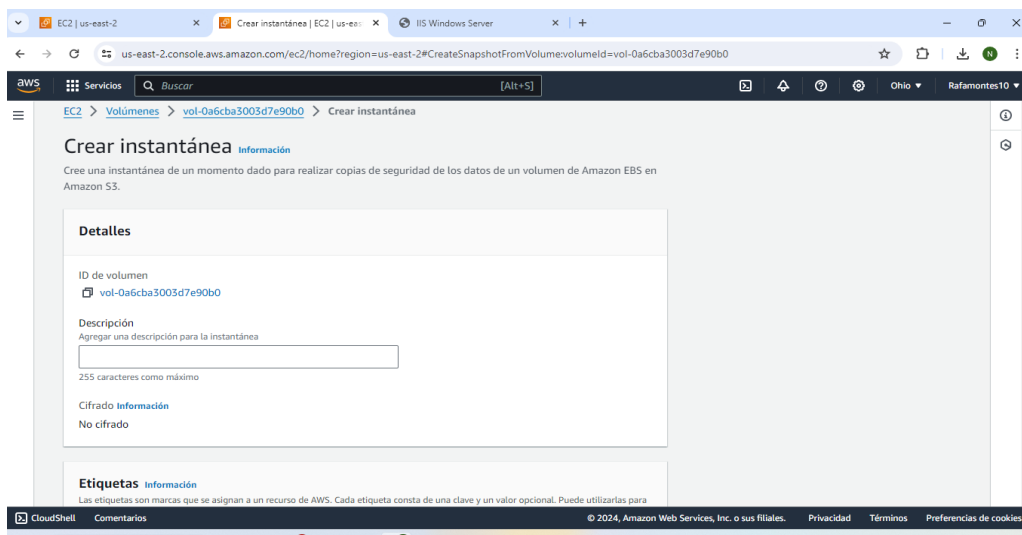 EC2 | us-east-2
Crear instantánea | EC2 | us-eas
IIS Windows Server
us-east-2.console.aws.amazon.com/ec2/home?region=us-east-2#CreateSnapshotFromVolume:volumeId=vol-0a6cba3003d7e90b0
N
aws
Servicios
Buscar
[Alt+S]
Ohio
Rafamontes10
EC2 > Volúmenes > vol-0a6cba3003d7e90b0 > Crear instantánea
Crear instantánea Información
Cree una instantánea de un momento dado para realizar copias de seguridad de los datos de un volumen de Amazon EBS en
Amazon S3.
Detalles
ID de volumen
vol-0a6cba3003d7e90b0
Descripción
Agregar una descripción para la instantánea
255 caracteres como máximo
Cifrado Información
No cifrado
Etiquetas Información
Las etiquetas son marcas que se asignan a un recurso de AWS. Cada etiqueta consta de una clave y un valor opcional. Puede utilizarlas para
CloudShell
Comentarios
© 2024, Amazon Web Services, Inc. o sus filiales.
Privacidad
Términos
Preferencias de cookies